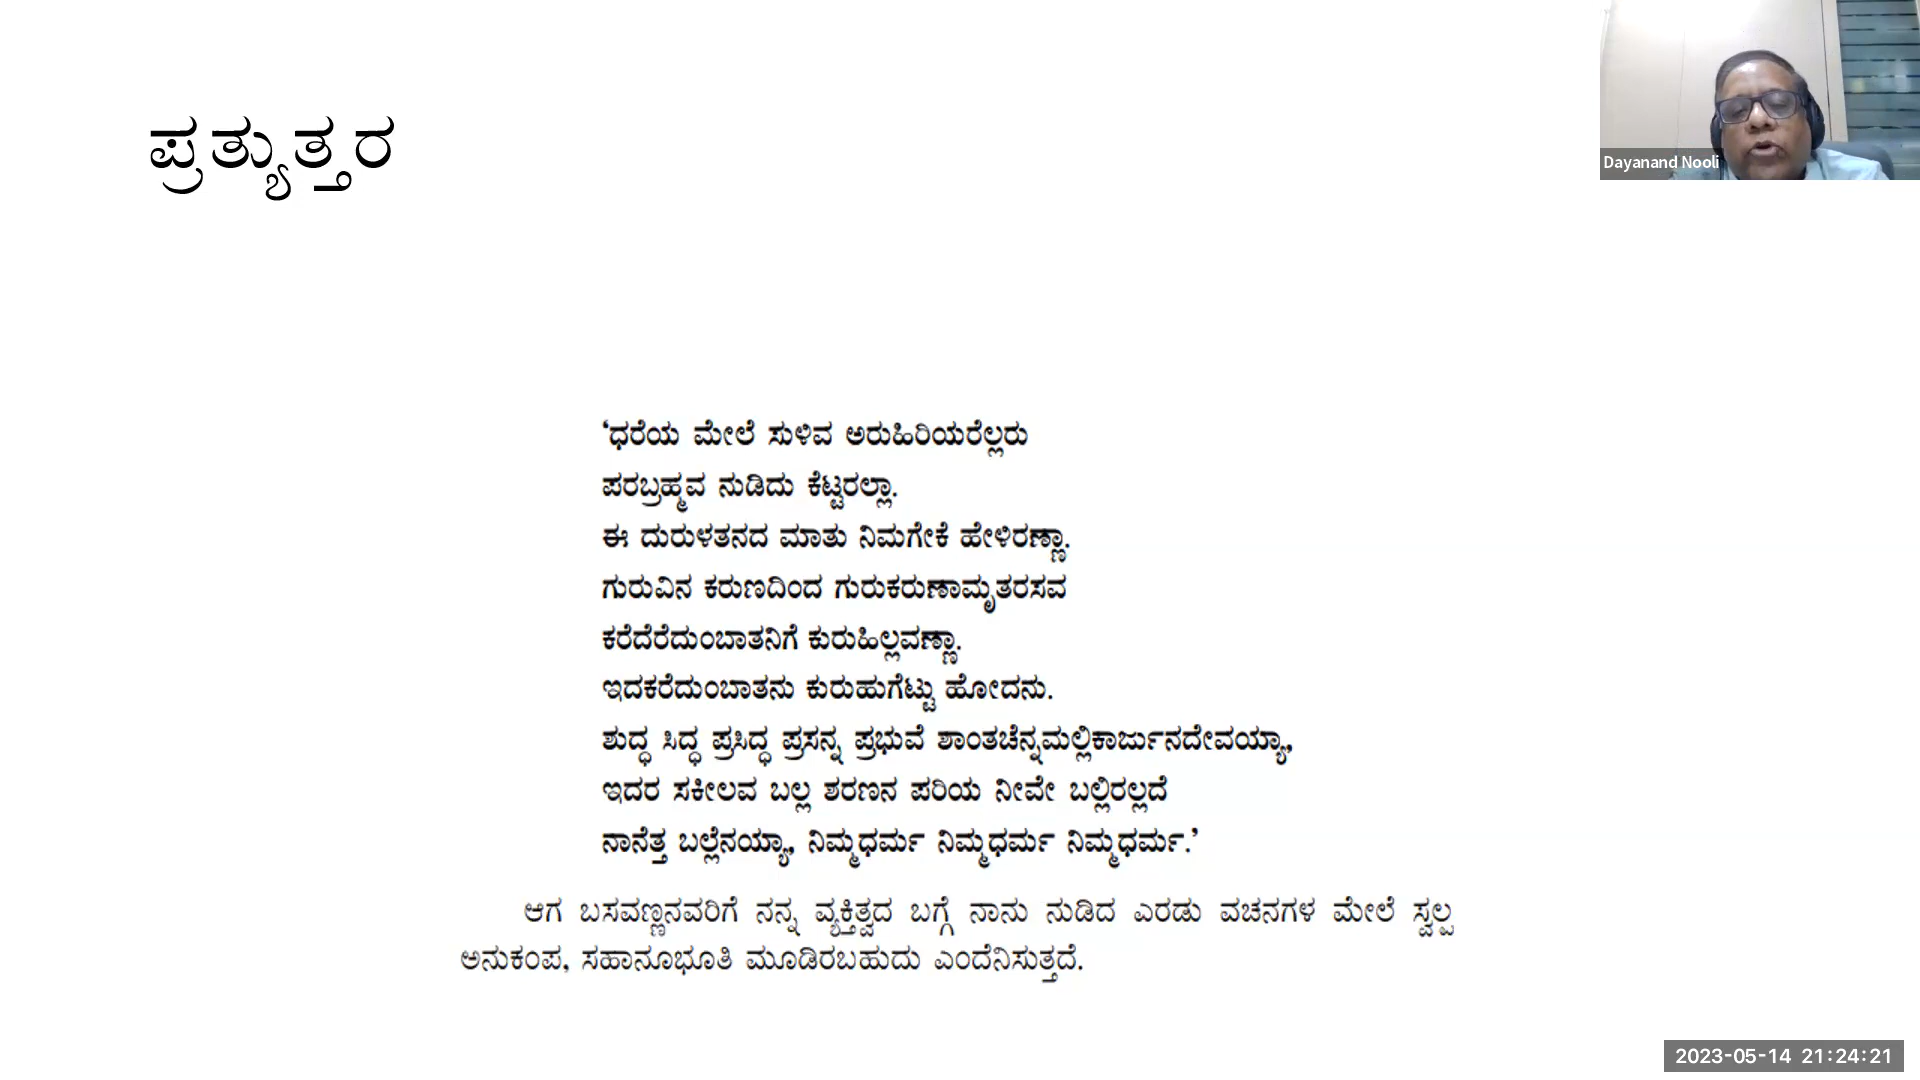 ಪ್ರತ್ಯುತ್ತರ
Dayanand Nooli
‘ಧರೆಯ ಮೇಲೆ ಸುಳಿವ ಅರುಹಿರಿಯರೆಲ್ಲರು
ಪರಬ್ರಹ್ಮವ ನುಡಿದು ಕೆಟ್ಟರಲ್ಲಾ.
ಈ ದುರುಳತನದ ಮಾತು ನಿಮಗೇಕೆ ಹೇಳಿರಣ್ಣಾ.
ಗುರುವಿನ ಕರುಣದಿಂದ ಗುರುಕರುಣಾಮೃತರಸವ
ಕರೆದೆರೆದುಂಬಾತನಿಗೆ ಕುರುಹಿಲ್ಲವಣ್ಣಾ.
ಇದಕರೆದುಂಬಾತನು ಕುರುಹುಗೆಟ್ಟು ಹೋದನು.
ಶುದ್ಧ ಸಿದ್ಧ ಪ್ರಸಿದ್ಧ ಪ್ರಸನ್ನ ಪ್ರಭುವೆ ಶಾಂತಚೆನ್ನಮಲ್ಲಿಕಾರ್ಜುನದೇವಯ್ಯಾ,
ಇದರ ಸಕೀಲವ ಬಲ್ಲ ಶರಣನ ಪರಿಯ ನೀವೇ ಬಲ್ಲಿರಲ್ಲದೆ
ನಾನೆತ್ತ ಬಲ್ಲೆನಯ್ಯಾ, ನಿಮ್ಮಧರ್ಮ ನಿಮ್ಮಧರ್ಮ ನಿಮ್ಮಧರ್ಮ.’
ಆಗ ಬಸವಣ್ಣನವರಿಗೆ ನನ್ನ ವ್ಯಕ್ತಿತ್ವದ ಬಗ್ಗೆ ನಾನು ನುಡಿದ ಎರಡು ವಚನಗಳ ಮೇಲೆ ಸ್ವಲ್ಪ
ಅನುಕಂಪ, ಸಹಾನೂಭೂತಿ ಮೂಡಿರಬಹುದು ಎಂದೆನಿಸುತ್ತದೆ.
2023-05-14 21:24:21